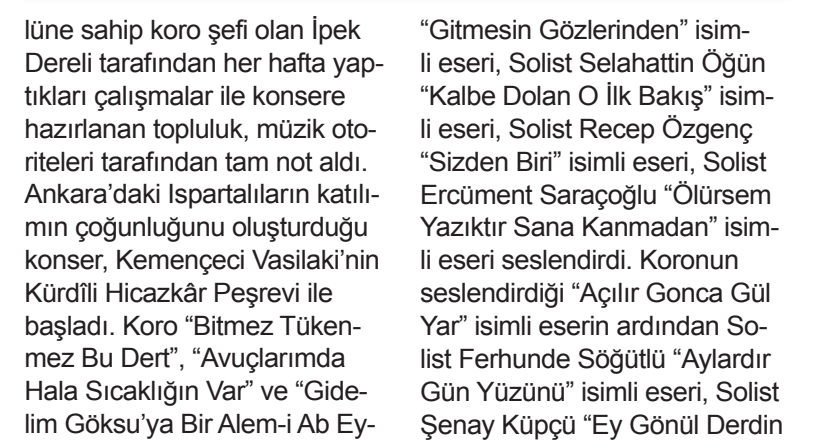 lüne sahip koro şefi olan İpek
Dereli tarafından her hafta yap-
tıkları çalışmalar ile konsere
hazırlanan topluluk, müzik oto-
riteleri tarafından tam not aldı.
Ankara’daki Ispartalıların katılı-
mın çoğunluğunu oluşturduğu
konser, Kemençeci Vasilaki’nin
Kürdîli Hicazkâr Peşrevi ile
başladı. Koro “Bitmez Tüken-
mez Bu Dert”, “Avuçlarımda
Hala Sıcaklığın Var” ve “Gide-
lim Göksu’ya Bir Alem-i Ab Ey-
“Gitmesin Gözlerinden” isim-
li eseri, Solist Selahattin Öğün
“Kalbe Dolan O İlk Bakış” isim-
li eseri, Solist Recep Özgenç
“Sizden Biri” isimli eseri, Solist
Ercüment Saraçoğlu “Ölürsem
Yazıktır Sana Kanmadan” isim-
li eseri seslendirdi. Koronun
seslendirdiği “Açılır Gonca Gül
Yar” isimli eserin ardından So-
list Ferhunde Söğütlü “Aylardır
Gün Yüzünü” isimli eseri, Solist
Şenay Küpçü “Ey Gönül Derdin